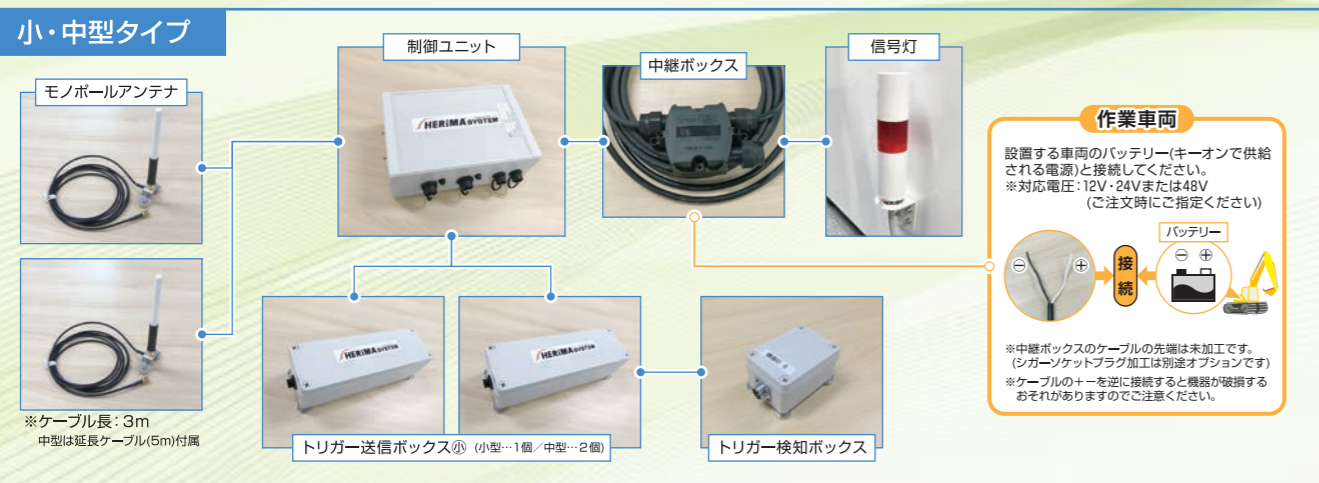 小・中型タイプ
モノポールアンテナ
※ケーブル長：3m
中型は延長ケーブル(5m)付属
制御ユニット
HERIMA SYSTEM
中継ボックス
信号灯
HERIMA
HERIMA SYSTEM
HERIMA SYSTEM
トリガー送信ボックス㋛ (小型…1個／中型…2個)
トリガー検知ボックス
作業車両
設置する車両のバッテリー(キーオンで供給
される電源)と接続してください。
※対応電圧：12V・24Vまたは48V
(ご注文時にご指定ください)
バッテリー
⊖ ⊕
接続
⊖ ⊕
※中継ボックスのケーブルの先端は未加工です。
(シガーソケットプラグ加工は別途オプションです)
※ケーブルの＋－を逆に接続すると機器が破損する
おそれがありますのでご注意ください。